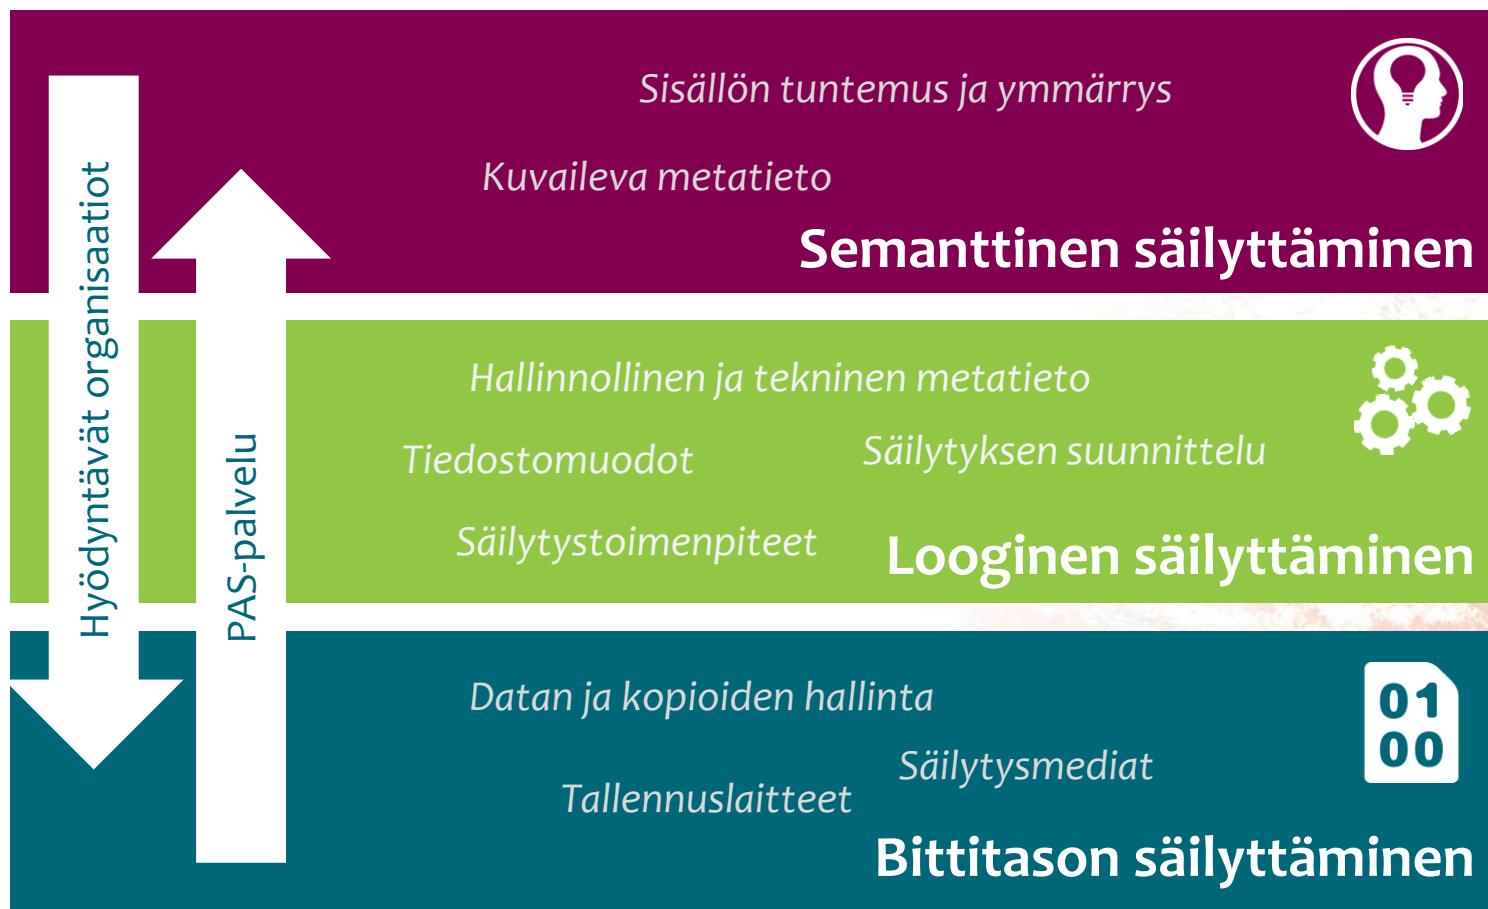 Sisällön tuntemus ja ymmärrys
Kuvaileva metatieto
Semanttinen säilyttäminen
Hyödyntävät organisaatiot
PAS-palvelu
Hallinnollinen ja tekninen metatieto
Säilytyksen suunnittelu
Tiedostomuodot
Säilytystoimenpiteet
Looginen säilyttäminen
Datan ja kopioiden hallinta
Säilytysmediat
Tallennuslaitteet
Bittitason säilyttäminen
01
00